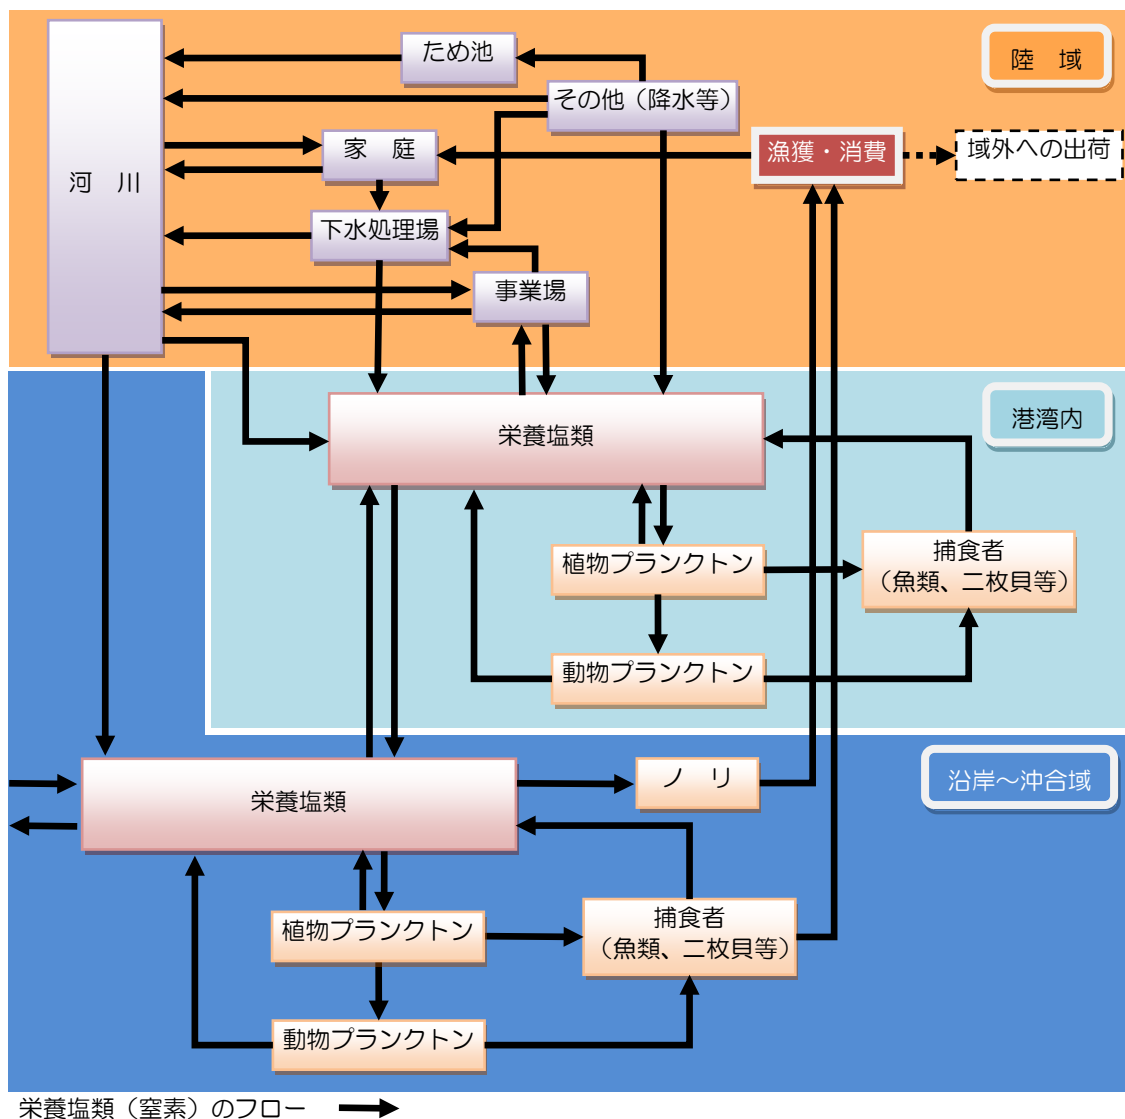 陸　域
ため池
その他（降水等）
河　川
家　庭
漁獲・消費
域外への出荷
下水処理場
事業場
港湾内
栄養塩類
捕食者
（魚類、二枚貝等）
植物プランクトン
動物プランクトン
沿岸～沖合域
栄養塩類
ノ　リ
植物プランクトン
捕食者
（魚類、二枚貝等）
動物プランクトン
栄養塩類（窒素）のフロー